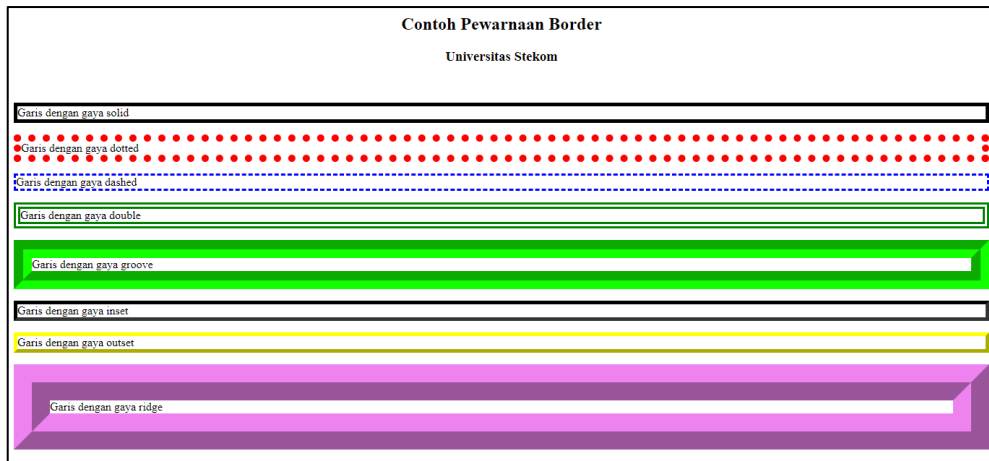 Contoh Pewarnaan Border
Universitas Stekom
Garis dengan gaya solid
Garis dengan gaya dotted
Garis dengan gaya dashed
Garis dengan gaya double
Garis dengan gaya groove
Garis dengan gaya inset
Garis dengan gaya outset
Garis dengan gaya ridge